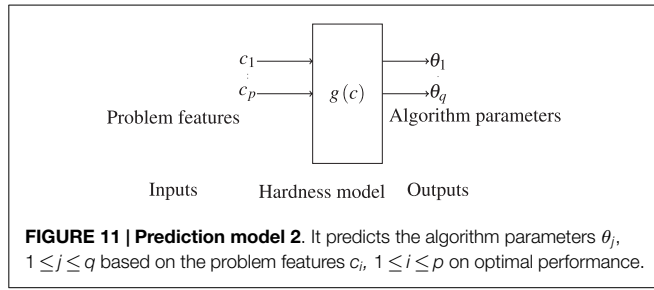 c1 θ1
⋮
cp g (c) θq
Problem features Algorithm parameters
Inputs Hardness model Outputs
FIGURE 11 | Prediction model 2. It predicts the algorithm parameters θj,
1 ≤ j ≤ q based on the problem features ci, 1 ≤ i ≤ p on optimal performance.